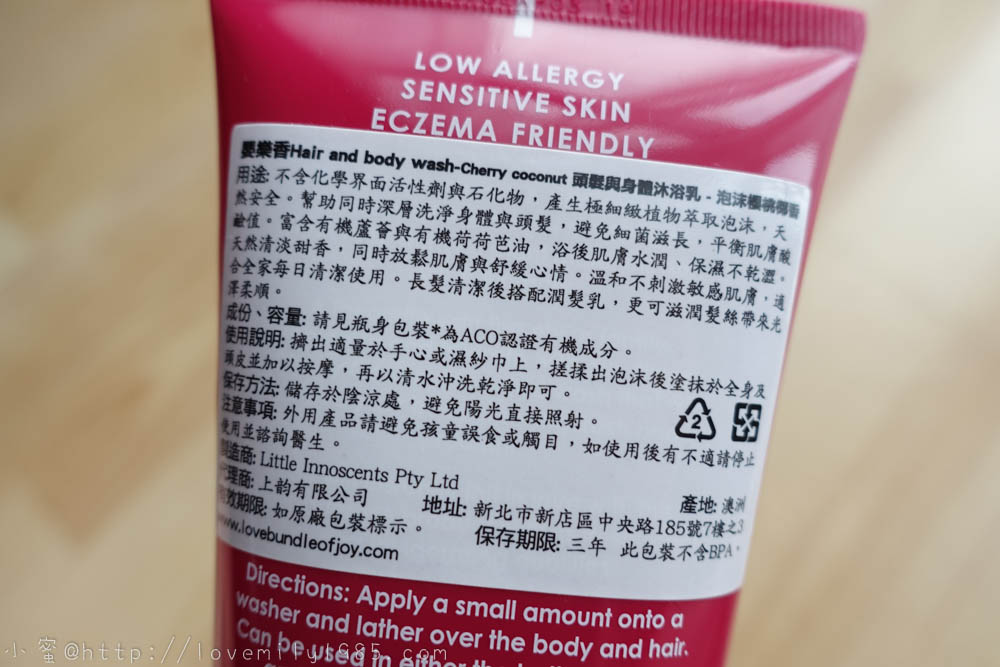 LOW ALLERGY
SENSITIVE SKIN
ECZEMA FRIENDLY
嬰樂香Hair and body wash-Cherry coconut 頭髮與身體沐浴乳 - 泡沫櫻桃椰香
用途: 不含化學界面活性劑與石化物，產生極細緻植物萃取泡沫，天
然安全。幫助同時深層洗淨身體與頭髮，避免細菌滋長，平衡肌膚酸
鹼值。富含有機蘆薈與有機荷荷芭油，浴後肌膚水潤、保濕不乾澀。
天然清淡甜香，同時放鬆肌膚與舒緩心情。溫和不刺激敏感肌膚，適
合全家每日清潔使用。長髮清潔後搭配潤髮乳，更可滋潤髮絲帶來光
澤柔順。
成份、容量: 請見瓶身包裝*為ACO認證有機成分。
使用說明: 擠出適量於手心或濕紗巾上，搓揉出泡沫後塗抹於全身及
頭皮並加以按摩，再以清水沖洗乾淨即可。
保存方法: 儲存於陰涼處，避免陽光直接照射。
2
注意事項: 外用產品請避免孩童誤食或觸目，如使用後有不適請停止
使用並諮詢醫生。
製造商: Little Innoscents Pty Ltd 產地: 澳洲
代理商: 上韵有限公司 地址: 新北市新店區中央路185號7樓之3
有效期限: 如原廠包裝標示。 保存期限: 三年 此包裝不含BPA。
www.lovebundleofjoy.com
Directions: Apply a small amount onto a
washer and lather over the body and hair.
Can be used in either the
小蜜@http://lovemity1985.com